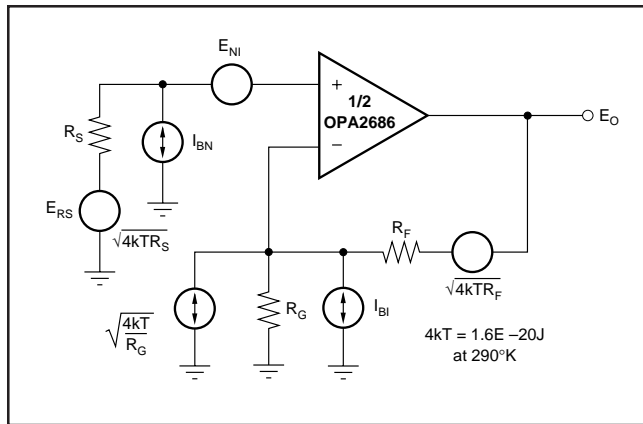 E_NI
+
1/2
OPA2686
−
E_O
R_S
I_BN
E_RS
√4kTR_S
R_F
√4kTR_F
√4kT/R_G
R_G
I_BI
4kT = 1.6E –20J
at 290°K